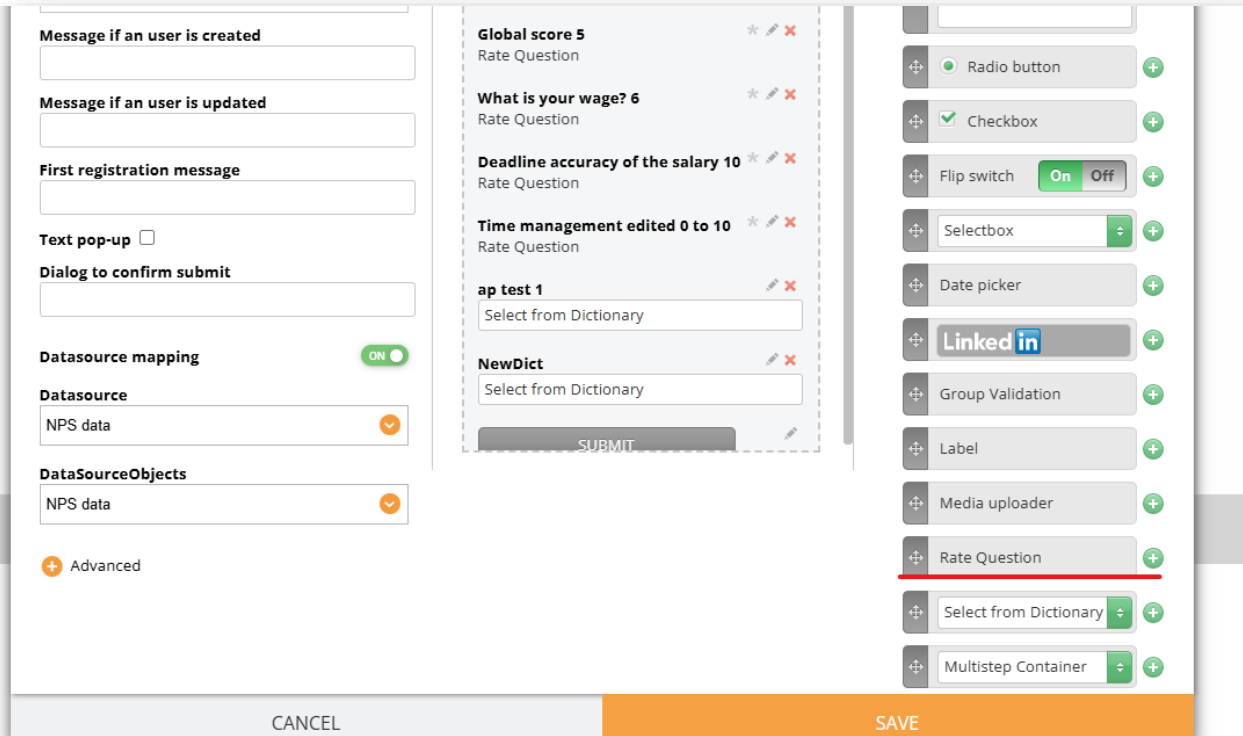 Message if an user is created
Message if an user is updated
First registration message
Text pop-up
Dialog to confirm submit
Datasource mapping
ON
Datasource
NPS data
DataSourceObjects
NPS data
Advanced
Global score 5
Rate Question
What is your wage? 6
Rate Question
Deadline accuracy of the salary 10
Rate Question
Time management edited 0 to 10
Rate Question
ap test 1
Select from Dictionary
NewDict
Select from Dictionary
SUBMIT
Radio button
Checkbox
Flip switch
On Off
Selectbox
Date picker
Linked in
Group Validation
Label
Media uploader
Rate Question
Select from Dictionary
Multistep Container
CANCEL
SAVE